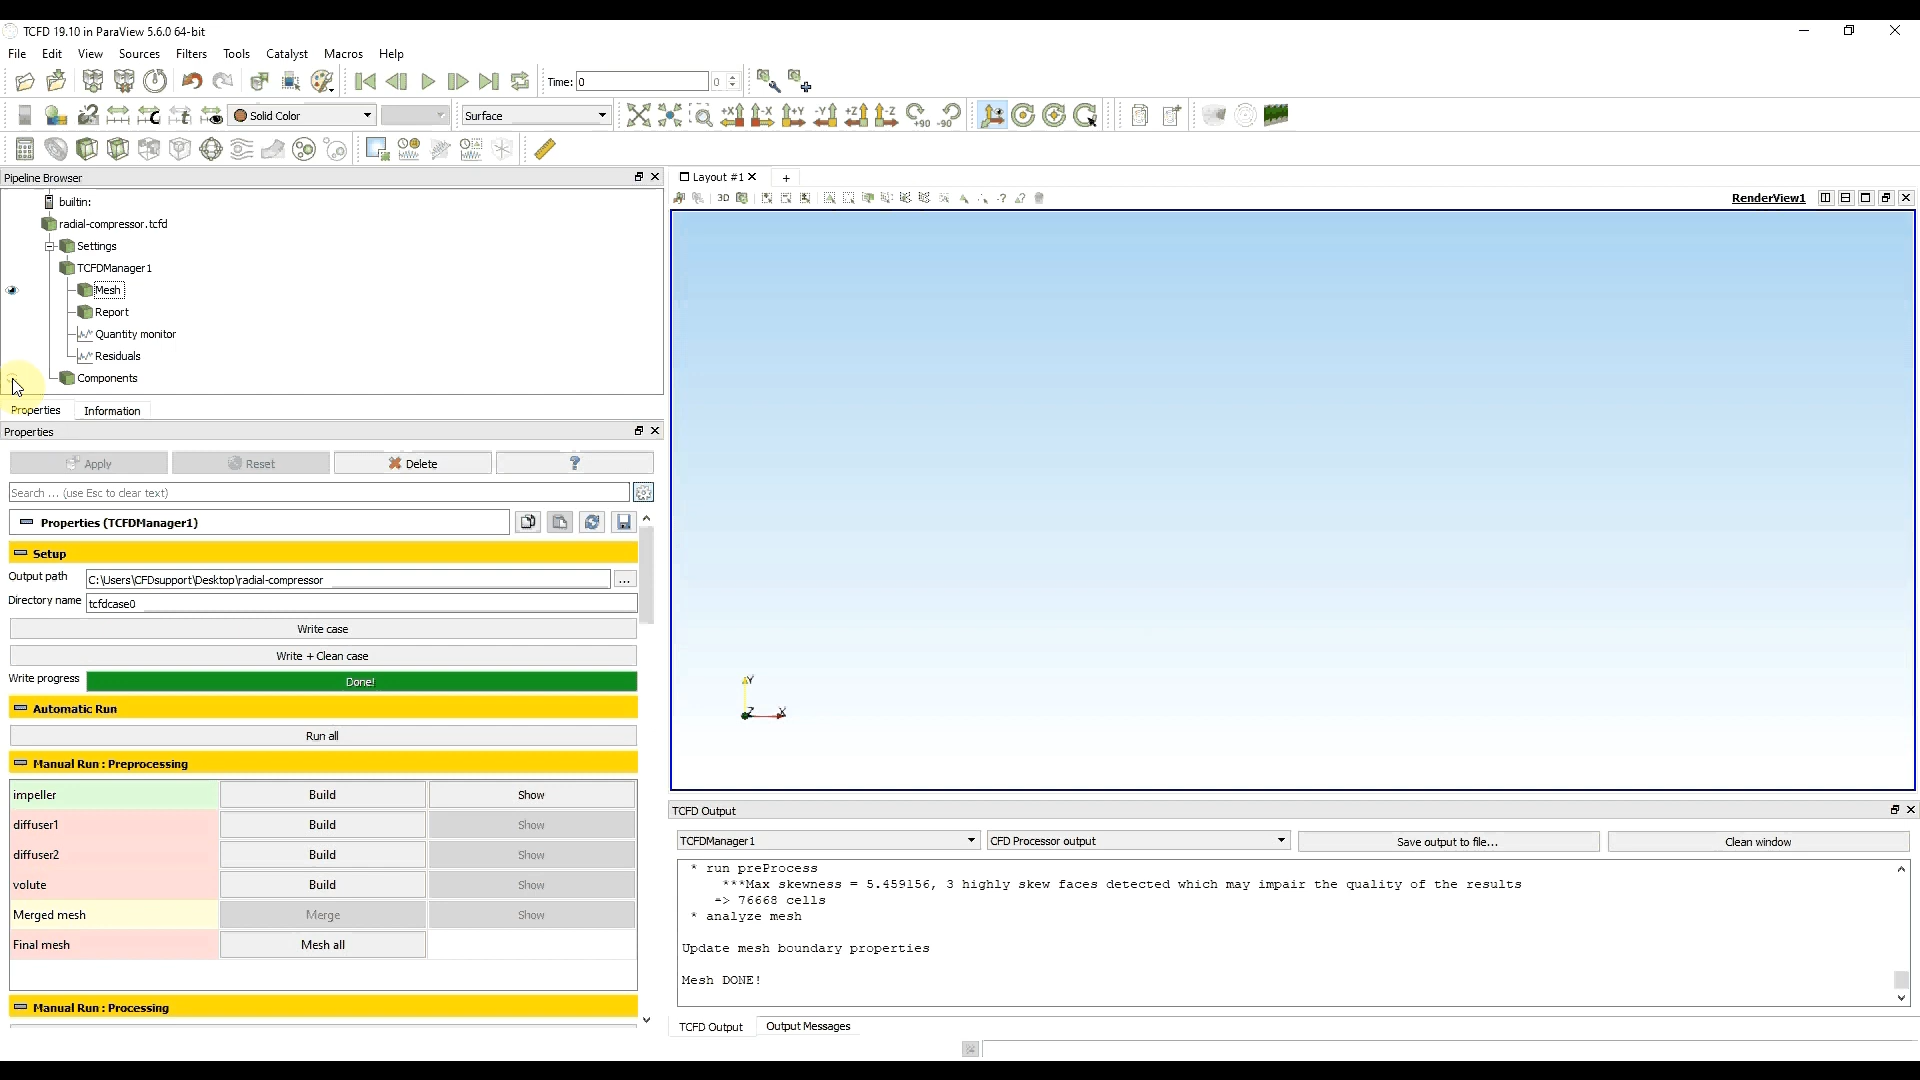 TCFD 19.10 in ParaView 5.6.0 64-bit
File Edit View Sources Filters Tools Catalyst Macros Help
Time: 0 0
Solid Color Surface +X -X +Y -Y +Z -Z +90 -90
Pipeline Browser
Layout #1 +
builtin:
3D RenderView1
radial-compressor.tcfd
Settings
TCFDManager1
Mesh
Report
Quantity monitor
Residuals
Components
Properties Information
Properties
Apply Reset Delete ?
Search ... (use Esc to clear text)
Properties (TCFDManager1)
Setup
Output path C:\Users\CFDsupport\Desktop\radial-compressor ...
Directory name tcfdcase0
Write case
Write + Clean case
Write progress Done!
Automatic Run
Run all
Manual Run : Preprocessing
impeller Build Show
diffuser1 Build Show
diffuser2 Build Show
volute Build Show
Merged mesh Merge Show
Final mesh Mesh all
Manual Run : Processing
Y
Z X
TCFD Output
TCFDManager1 CFD Processor output Save output to file... Clean window
* run preProcess
***Max skewness = 5.459156, 3 highly skew faces detected which may impair the quality of the results
=> 76668 cells
* analyze mesh
Update mesh boundary properties
Mesh DONE!
TCFD Output Output Messages